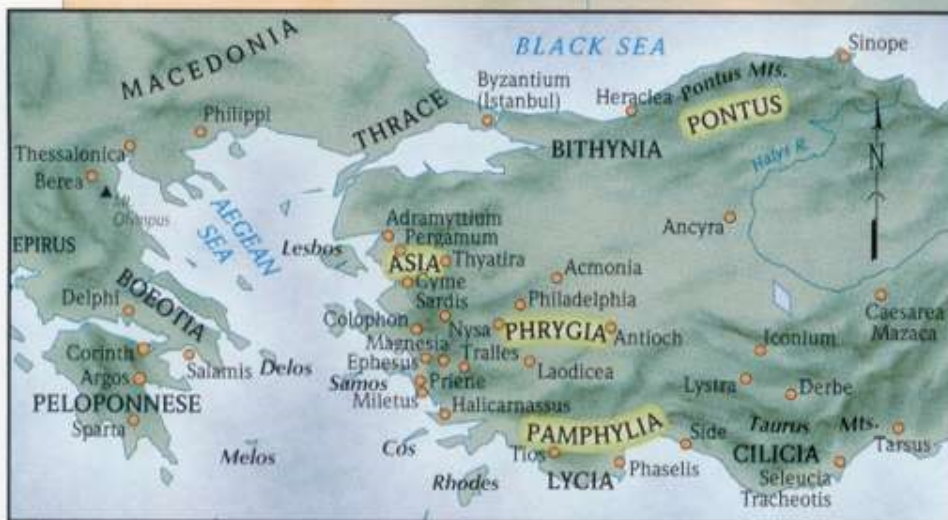 BLACK SEA
MACEDONIA
Sinope
Pontus Mts.
Byzantium
(Istanbul)
Heraclea
PONTUS
Philippi
THRACE
BITHYNIA
Halys R.
N
Thessalonica
Berea
Mt.
Olympus
AEGEAN
SEA
Ancyra
EPIRUS
Lesbos
Adramyttium
Pergamum
ASIA
Thyatira
Acmonia
Cyme
Sardis
Philadelphia
Caesarea
Mazaca
Delphi
BOEOTIA
Colophon
Nysa
PHRYGIA
Antioch
Iconium
Magnesia
Corinth
Salamis
Delos
Ephesus
Tralles
Laodicea
Argos
Samos
Priene
Lystra
Derbe
PELOPONNESE
Miletus
Halicarnassus
Sparta
PAMPHYLIA
Side
Taurus Mts.
Tarsus
Melos
Cos
Tlos
CILICIA
Rhodes
LYCIA
Phaselis
Seleucia
Tracheotis